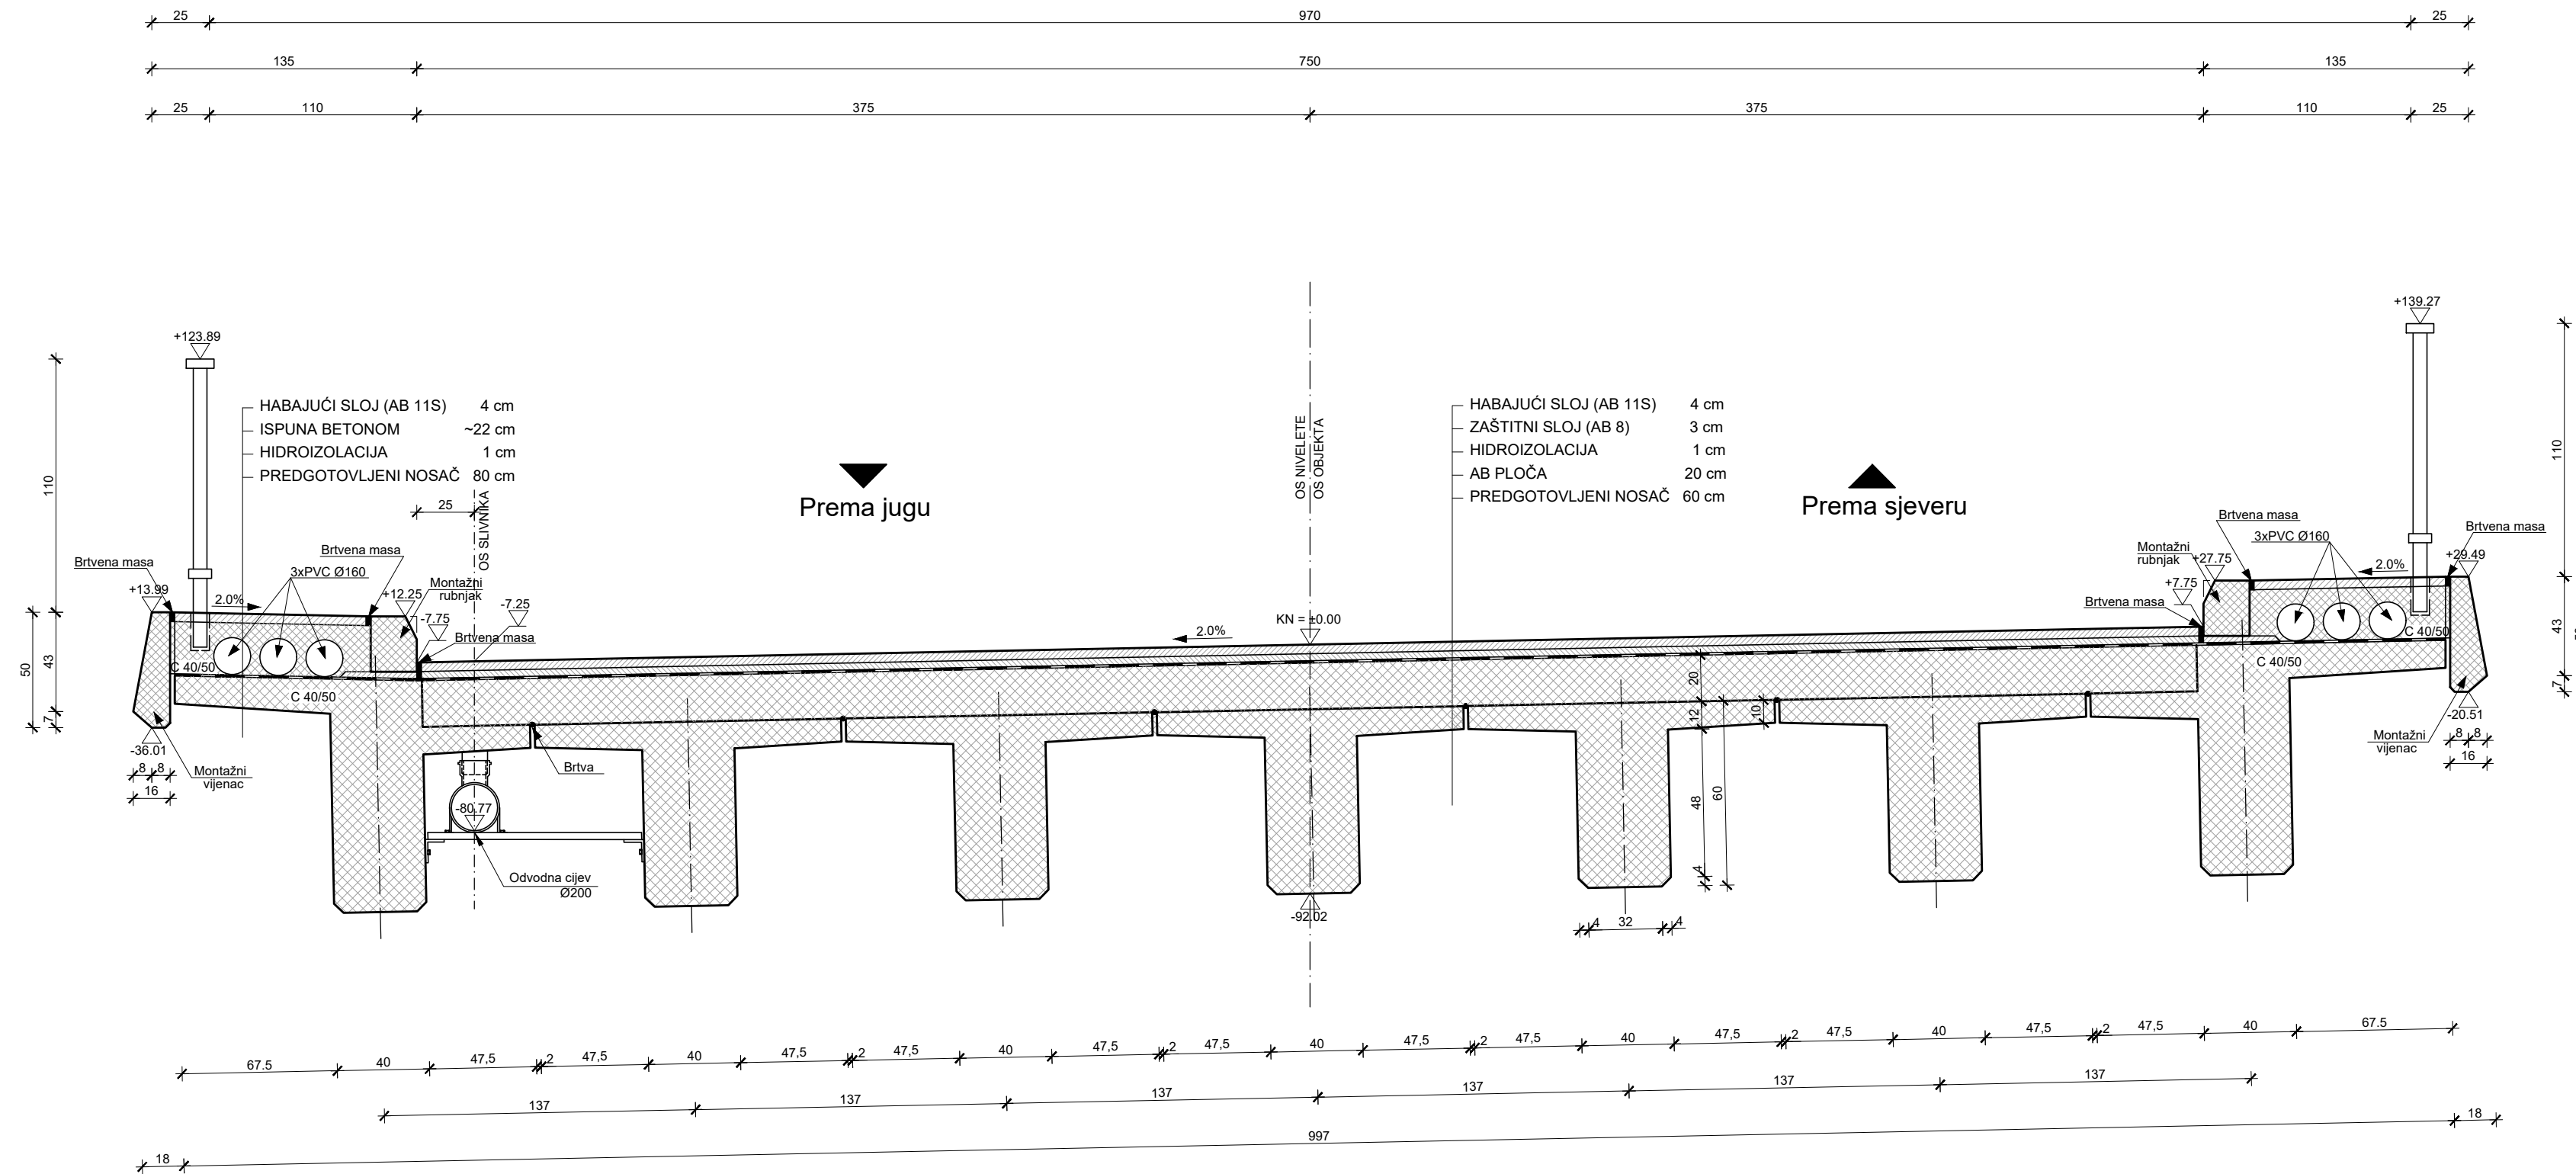 25 970 25
135 750 135
25 110 375 375 110 25
+139.27
+123.89
HABAJUĆI SLOJ (AB 11S) 4 cm
ISPUNA BETONOM ~22 cm
HIDROIZOLACIJA 1 cm
PREDGOTOVLJENI NOSAČ 80 cm
HABAJUĆI SLOJ (AB 11S) 4 cm
ZAŠTITNI SLOJ (AB 8) 3 cm
HIDROIZOLACIJA 1 cm
AB PLOČA 20 cm
PREDGOTOVLJENI NOSAČ 60 cm
OS NIVELETE
OS OBJEKTA
Prema jugu
Prema sjeveru
25
OS SLIVNIKA
110
110
Brtvena masa
Brtvena masa
3xPVC Ø160
Montažni
rubnjak
+13.99
2.0%
+12.25
-7.75
-7.25
Brtvena masa
C 40/50
C 40/50
50
43
7
-36.01
8 8
16
Montažni
vijenac
Brtva
-80.77
Odvodna cijev
Ø200
2.0%
KN = ±0.00
-92.02
20
12
10
48
60
4
4 32 4
Brtvena masa
3xPVC Ø160
Brtvena masa
Montažni
rubnjak
+27.75
2.0%
+29.49
+7.75
Brtvena masa
C 40/50
C 40/50
43
7
-20.51
8 8
16
Montažni
vijenac
67.5 40 47,5 2 47,5 40 47,5 2 47,5 40 47,5 2 47,5 40 47,5 2 47,5 40 47,5 2 47,5 40 47,5 2 47,5 40 67.5
137 137 137 137 137 137
18 997 18